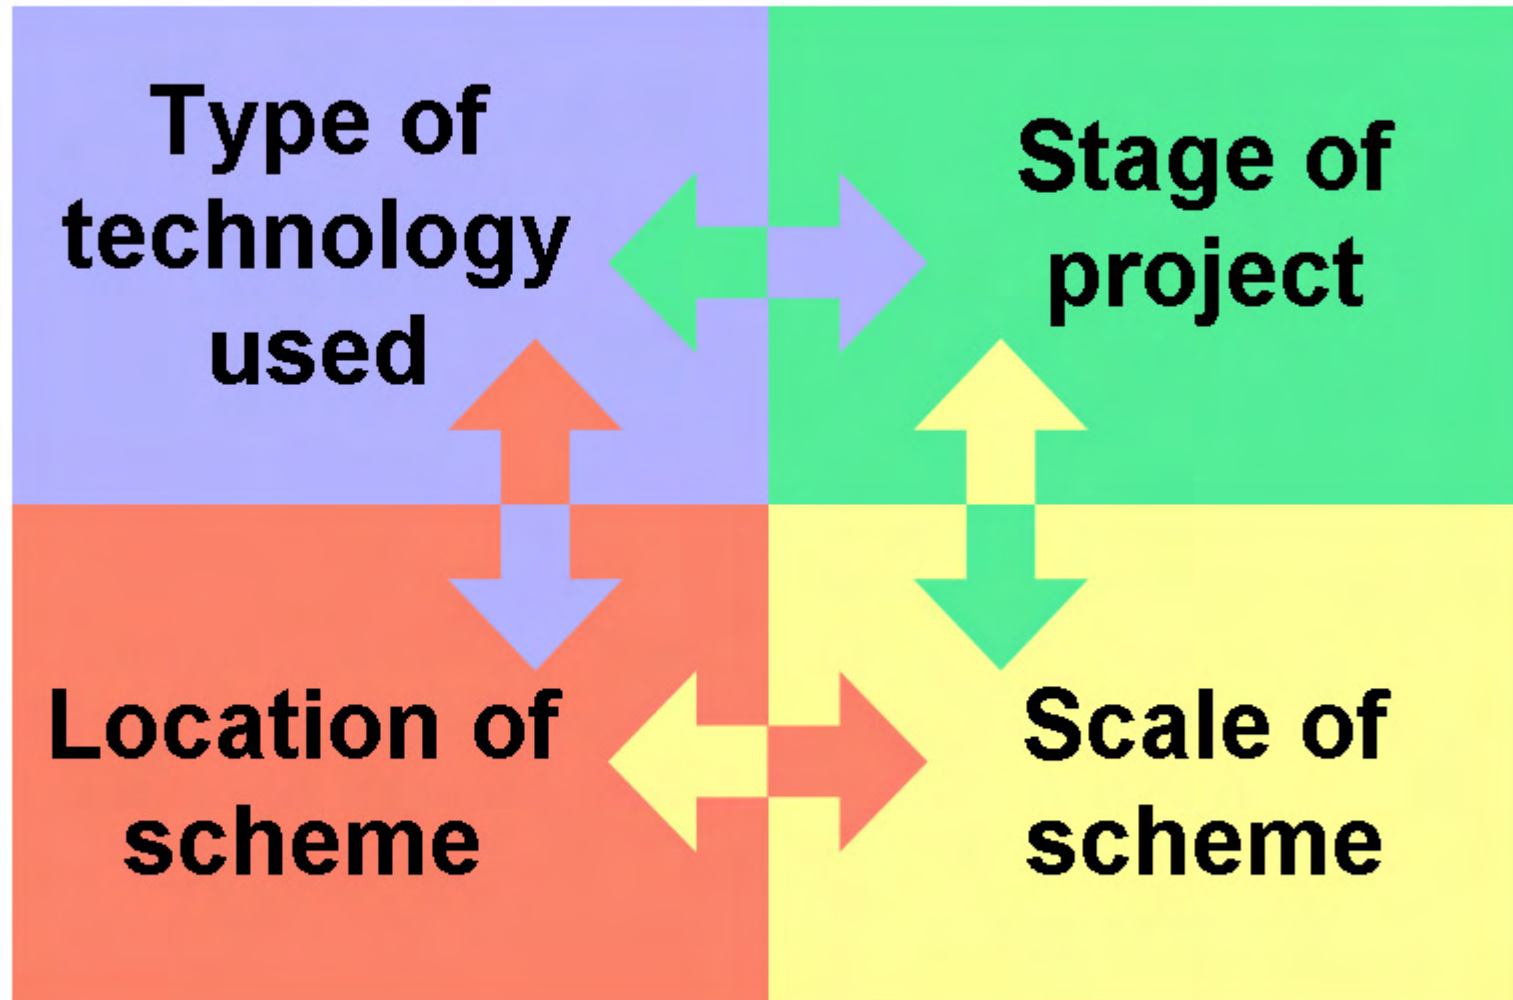 Type of
technology
used
Stage of
project
Location of
scheme
Scale of
scheme